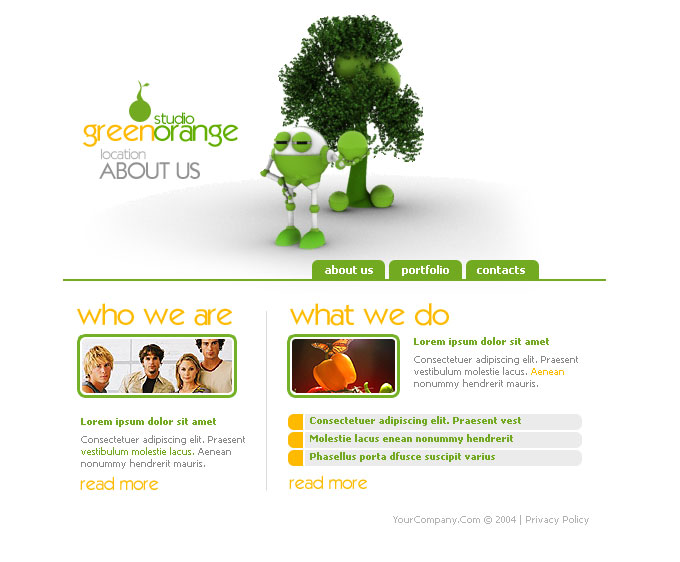 studio
greenorange
location
ABOUT US
about us
portfolio
contacts
who we are
Lorem ipsum dolor sit amet
Consectetuer adipiscing elit. Praesent
vestibulum molestie lacus. Aenean
nonummy hendrerit mauris.
read more
what we do
Lorem ipsum dolor sit amet
Consectetuer adipiscing elit. Praesent
vestibulum molestie lacus. Aenean
nonummy hendrerit mauris.
Consectetuer adipiscing elit. Praesent vest
Molestie lacus enean nonummy hendrerit
Phasellus porta dfusce suscipit varius
read more
YourCompany.Com © 2004 | Privacy Policy